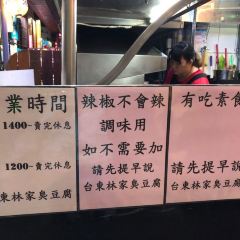 業時間
1400-賣完休息
1200-賣完休息
台東林家臭豆腐
辣椒不會辣
調味用
如不需要加
請先提早說
台東林家臭豆腐
有吃素食
請先提早說
台東林家臭豆腐